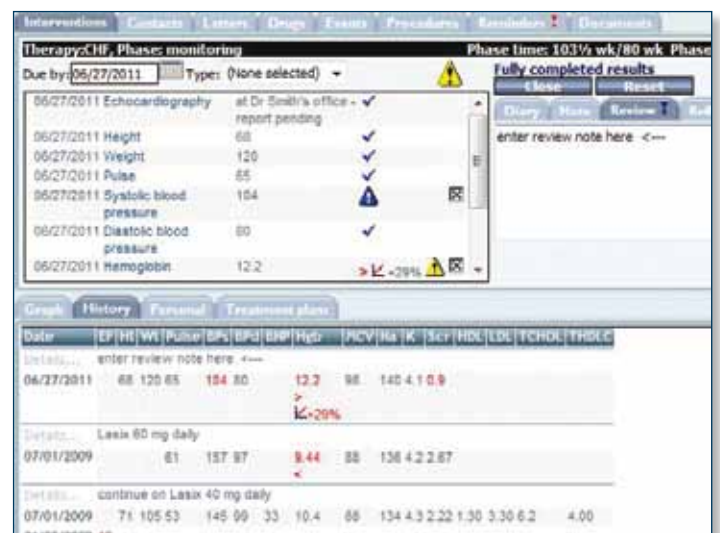 Interventions Contacts Letters Drugs Events Procedures Reminders ! Documents
Therapy:CHF, Phase: monitoring Phase time: 103½ wk/80 wk Phase
Due by: 06/27/2011 Type: (None selected)
Fully completed results
Close Reset
Diary Note Review
enter review note here <---
06/27/2011 Echocardiography at Dr Smith's office - report pending
06/27/2011 Height 68
06/27/2011 Weight 120
06/27/2011 Pulse 65
06/27/2011 Systolic blood pressure 104
06/27/2011 Diastolic blood pressure 80
06/27/2011 Hemoglobin 12.2 > +29%
Graph History Personal Treatment plans
Date EF Ht Wt Pulse BPs BPd BNP Hgb MCV Na K Scr HDL LDL TCHOL THDLC
Details... enter review note here <---
06/27/2011 68 120 65 104 80 12.2 98 140 4.1 0.9
>
+29%
Details... Lasix 60 mg daily
07/01/2009 61 157 97 9.44 88 136 4.2 2.67
<
Details... continue on Lasix 40 mg daily
07/01/2009 71 105 53 145 99 33 10.4 88 134 4.3 2.22 1.30 3.30 6.2 4.00